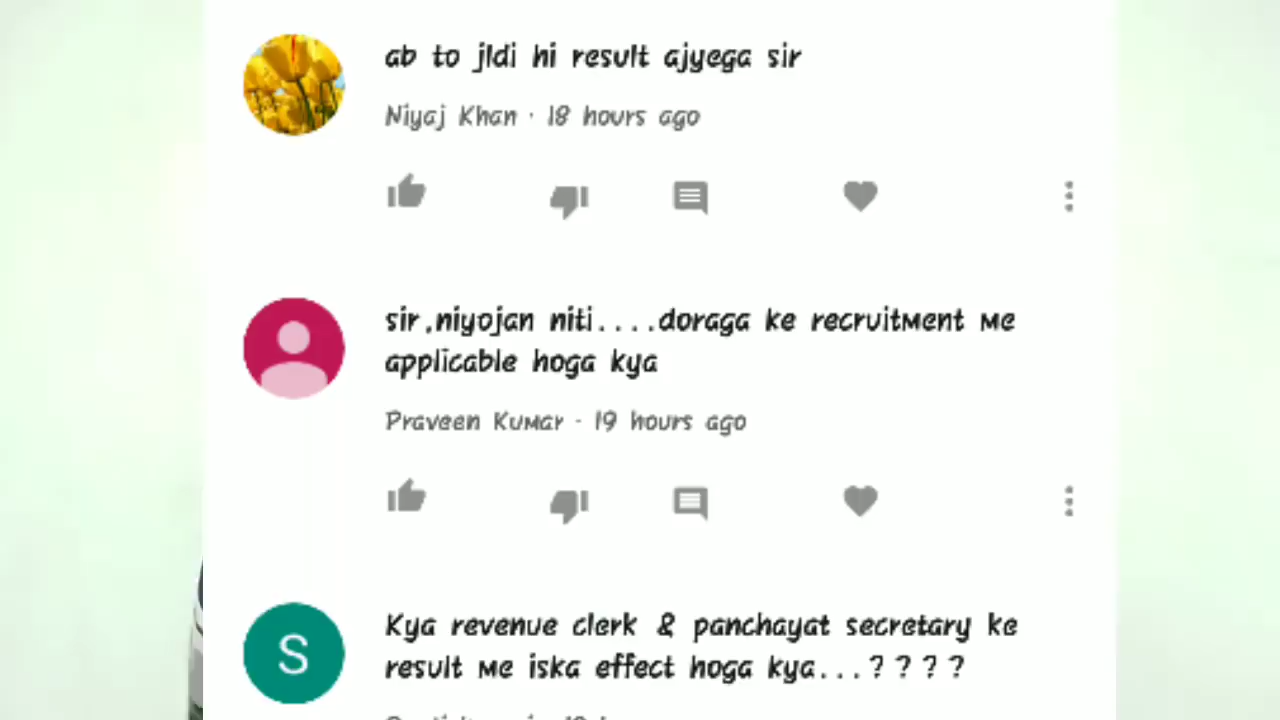 ab to jldi hi result ajyega sir
Niyaj Khan · 18 hours ago
sir,niyojan niti....doraga ke recruitment me
applicable hoga kya
Praveen Kumar · 19 hours ago
S
Kya revenue clerk & panchayat secretary ke
result me iska effect hoga kya...????